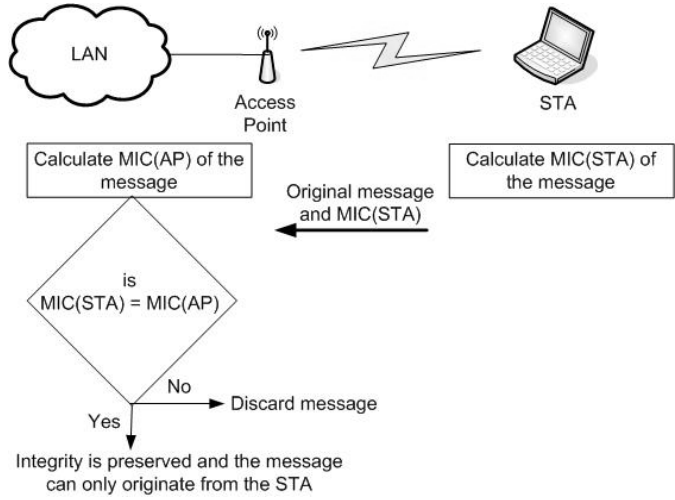 LAN
Access
Point
STA
Calculate MIC(AP) of the
message
Calculate MIC(STA) of
the message
Original message
and MIC(STA)
is
MIC(STA) = MIC(AP)
No
Discard message
Yes
Integrity is preserved and the message
can only originate from the STA